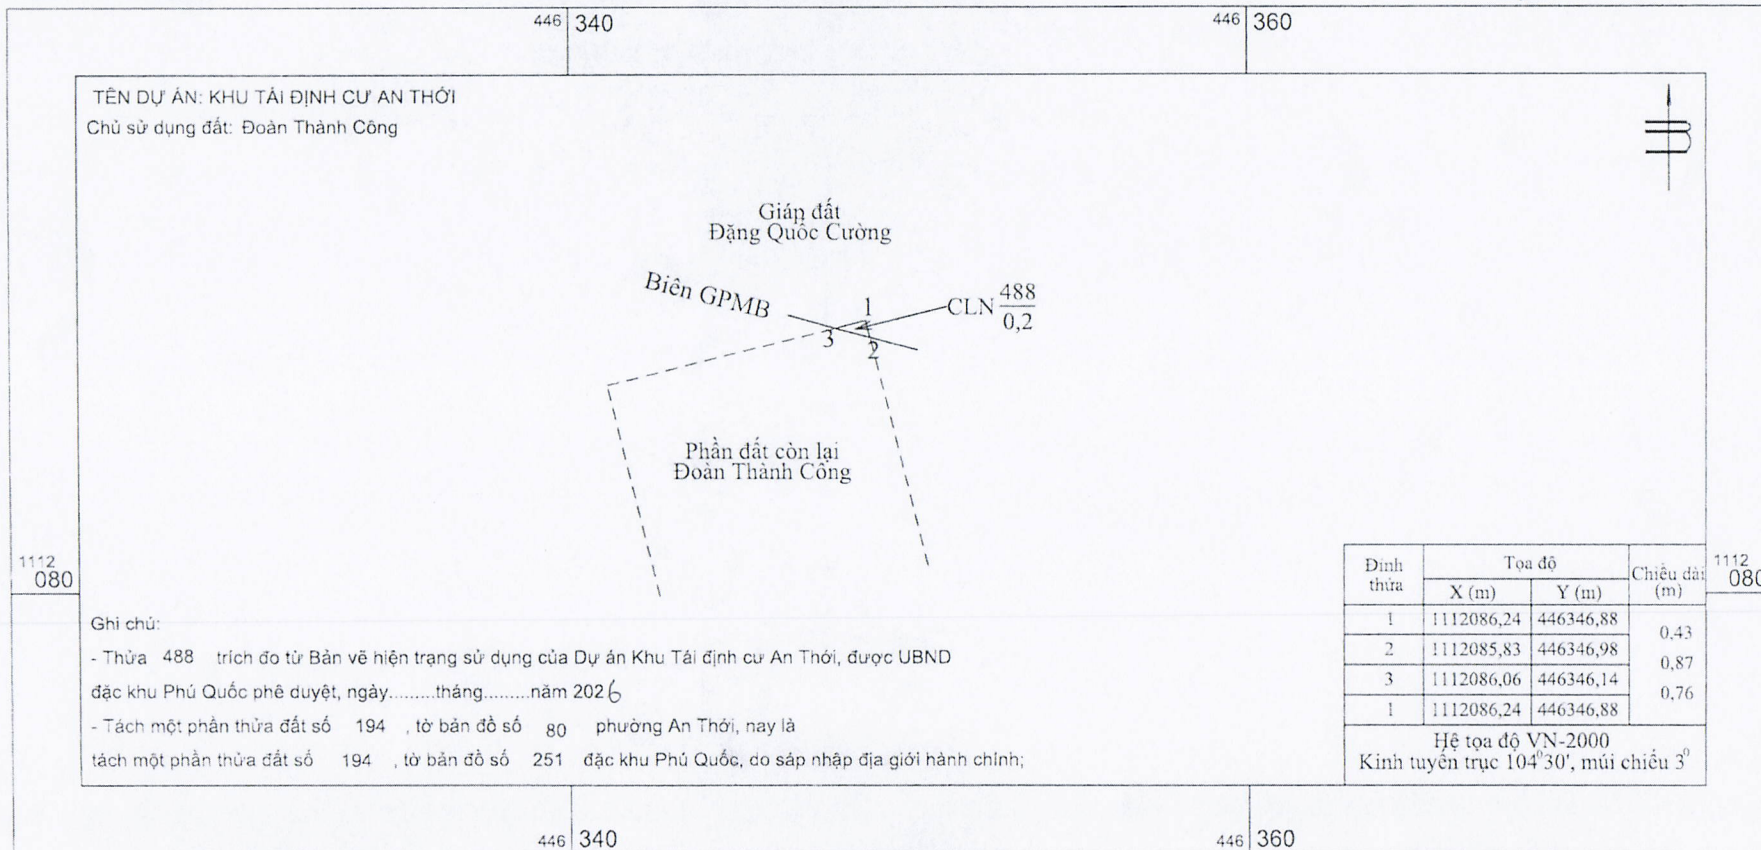 446 340
446 360
TÊN DỰ ÁN: KHU TÁI ĐỊNH CƯ AN THỚI
Chủ sử dụng đất: Đoàn Thành Công
B
Giáp đất
Đặng Quốc Cường
Biên GPMB
1
CLN 488
0,2
3
2
Phần đất còn lại
Đoàn Thành Công
1112
080
1112
080
Đỉnh thửa Tọa độ Chiều dài (m)
X (m) Y (m)
1 1112086,24 446346,88
0,43
2 1112085,83 446346,98
0,87
3 1112086,06 446346,14
0,76
1 1112086,24 446346,88
Hệ tọa độ VN-2000
Kinh tuyến trục 104⁰30', múi chiếu 3⁰
Ghi chú:
- Thửa 488 trích đo từ Bản vẽ hiện trạng sử dụng của Dự án Khu Tái định cư An Thới, được UBND
đặc khu Phú Quốc phê duyệt, ngày.........tháng.........năm 2026
- Tách một phần thửa đất số 194 , tờ bản đồ số 80 phường An Thới, nay là
tách một phần thửa đất số 194 , tờ bản đồ số 251 đặc khu Phú Quốc, do sáp nhập địa giới hành chính;
446 340
446 360